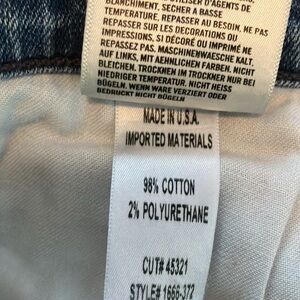 BLANCHIMENT, SÉCHER A BASSE
TEMPERATURE, REPASSER AU BESOIN. NE PAS
REPASSER SUR LES DECORATIONS OU
IMPRESSIONS, SI DÉCORÉ OU IMPRIMÉ NE
REPASSEZ PAS. MASCHINENWAESCHE KALT,
AUF LINKS, MIT AEHNLICHEN FARBEN. NICHT
BLEICHEN. TROCKNEN IM TROCKNER NUR BEI
NIEDRIGER TEMPERATUR. NICHT HEISS
BÜGELN. WENN WARE VERZIERT ODER
BEDRUCKT NICHT BÜGELN
MADE IN U.S.A.
IMPORTED MATERIALS
98% COTTON
2% POLYURETHANE
CUT# 45321
STYLE# 1666-372